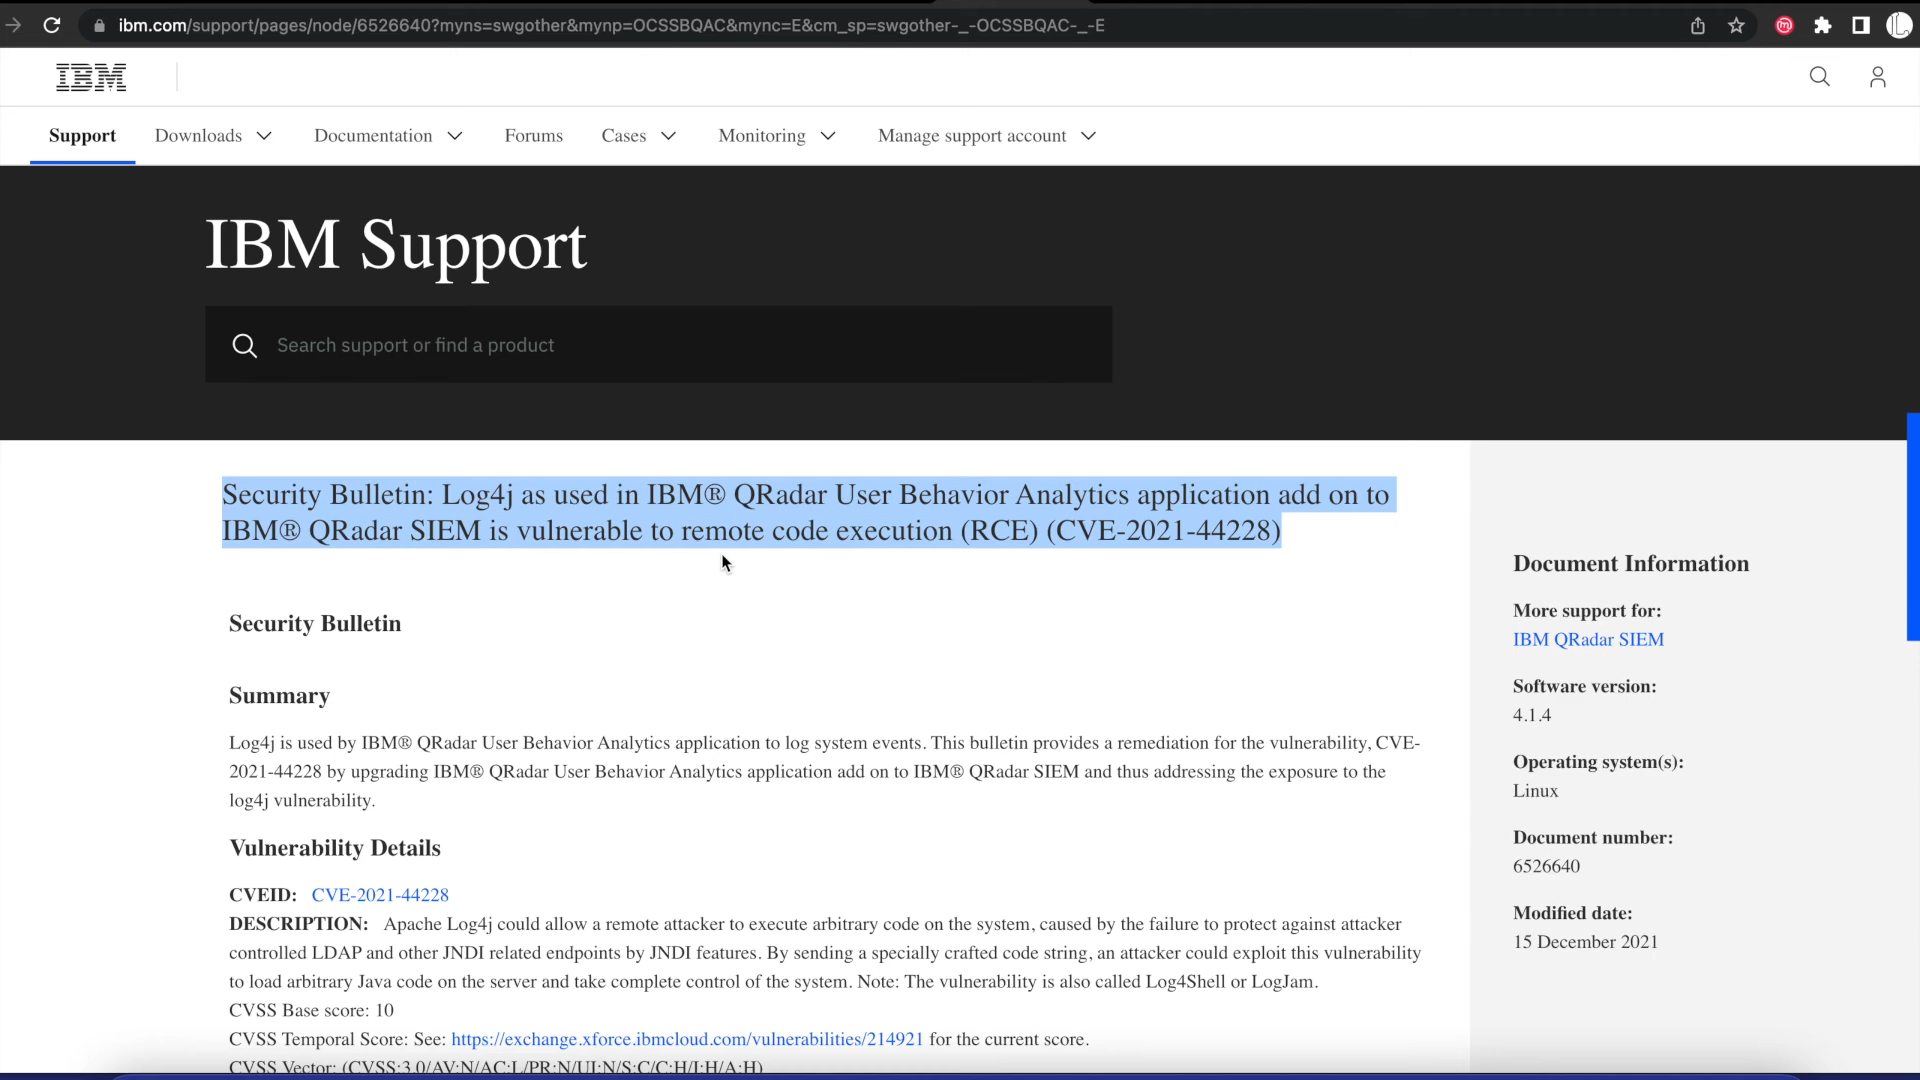 ibm.com/support/pages/node/6526640?myns=swgother&mynp=OCSSBQAC&mync=E&cm_sp=swgother-_-OCSSBQAC-_-E
IBM
Support Downloads Documentation Forums Cases Monitoring Manage support account
IBM Support
Search support or find a product
Security Bulletin: Log4j as used in IBM® QRadar User Behavior Analytics application add on to
IBM® QRadar SIEM is vulnerable to remote code execution (RCE) (CVE-2021-44228)
Security Bulletin
Summary
Log4j is used by IBM® QRadar User Behavior Analytics application to log system events. This bulletin provides a remediation for the vulnerability, CVE-
2021-44228 by upgrading IBM® QRadar User Behavior Analytics application add on to IBM® QRadar SIEM and thus addressing the exposure to the
log4j vulnerability.
Vulnerability Details
CVEID: CVE-2021-44228
DESCRIPTION: Apache Log4j could allow a remote attacker to execute arbitrary code on the system, caused by the failure to protect against attacker
controlled LDAP and other JNDI related endpoints by JNDI features. By sending a specially crafted code string, an attacker could exploit this vulnerability
to load arbitrary Java code on the server and take complete control of the system. Note: The vulnerability is also called Log4Shell or LogJam.
CVSS Base score: 10
CVSS Temporal Score: See: https://exchange.xforce.ibmcloud.com/vulnerabilities/214921 for the current score.
CVSS Vector: (CVSS:3.0/AV:N/AC:L/PR:N/UI:N/S:C/C:H/I:H/A:H)
Document Information
More support for:
IBM QRadar SIEM
Software version:
4.1.4
Operating system(s):
Linux
Document number:
6526640
Modified date:
15 December 2021